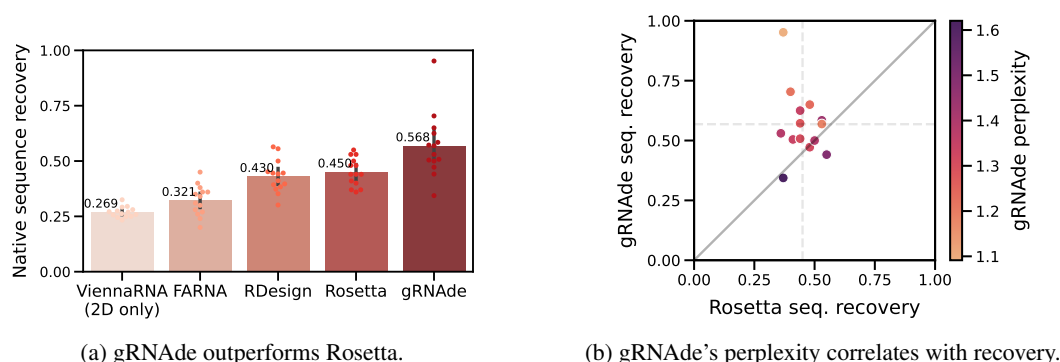 Native sequence recovery
1.00
0.75
0.50
0.25
0.00
0.269
0.321
0.430
0.450
0.568
ViennaRNA
(2D only)
FARNA
RDesign
Rosetta
gRNAde
(a) gRNAde outperforms Rosetta.
gRNAde seq. recovery
1.00
0.75
0.50
0.25
0.00
0.00
0.25
0.50
0.75
1.00
Rosetta seq. recovery
1.6
1.5
1.4
1.3
1.2
1.1
gRNAde perplexity
(b) gRNAde's perplexity correlates with recovery.